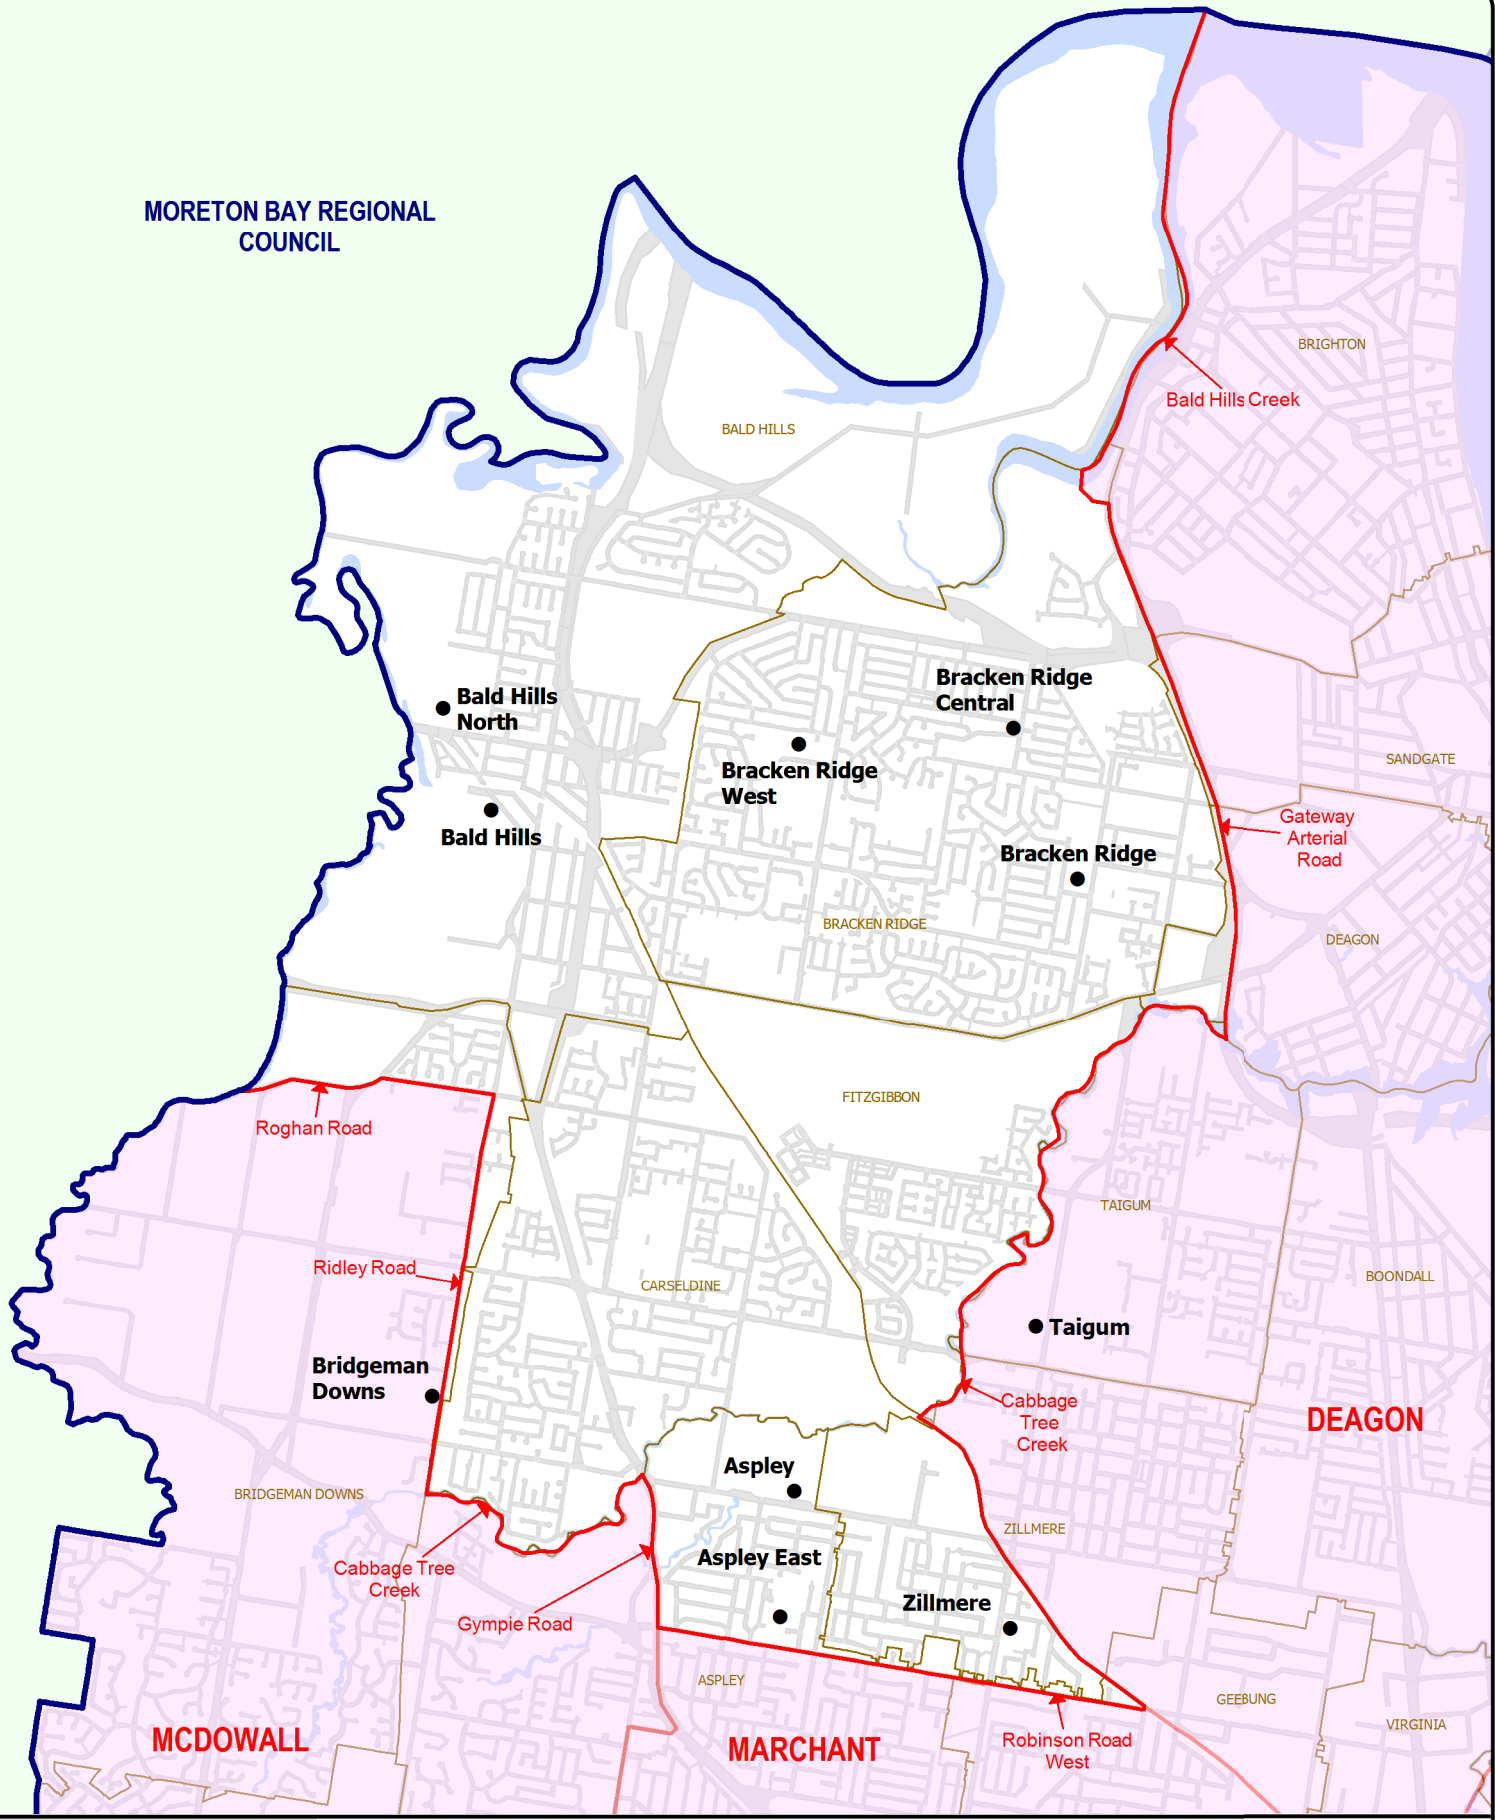 MORETON BAY REGIONAL
COUNCIL
BRIGHTON
Bald Hills Creek
BALD HILLS
Bald Hills
North
Bracken Ridge
Central
Bracken Ridge
West
SANDGATE
Gateway
Arterial
Road
Bald Hills
Bracken Ridge
BRACKEN RIDGE
DEAGON
FITZGIBBON
Roghan Road
TAIGUM
Ridley Road
CARSELDINE
BOONDALL
Taigum
Bridgeman
Downs
Cabbage
Tree
Creek
DEAGON
Aspley
BRIDGEMAN DOWNS
ZILLMERE
Aspley East
Cabbage Tree
Creek
Zillmere
Gympie Road
ASPLEY
GEEBUNG
VIRGINIA
MCDOWALL
MARCHANT
Robinson Road
West